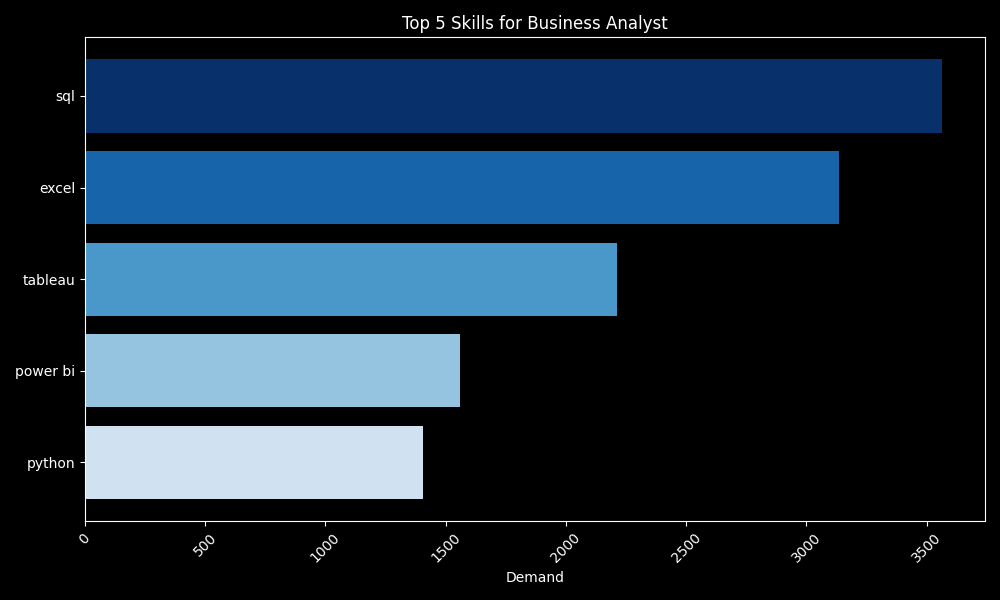 Top 5 Skills for Business Analyst
sql
excel
tableau
power bi
python
0
500
1000
1500
2000
2500
3000
3500
Demand